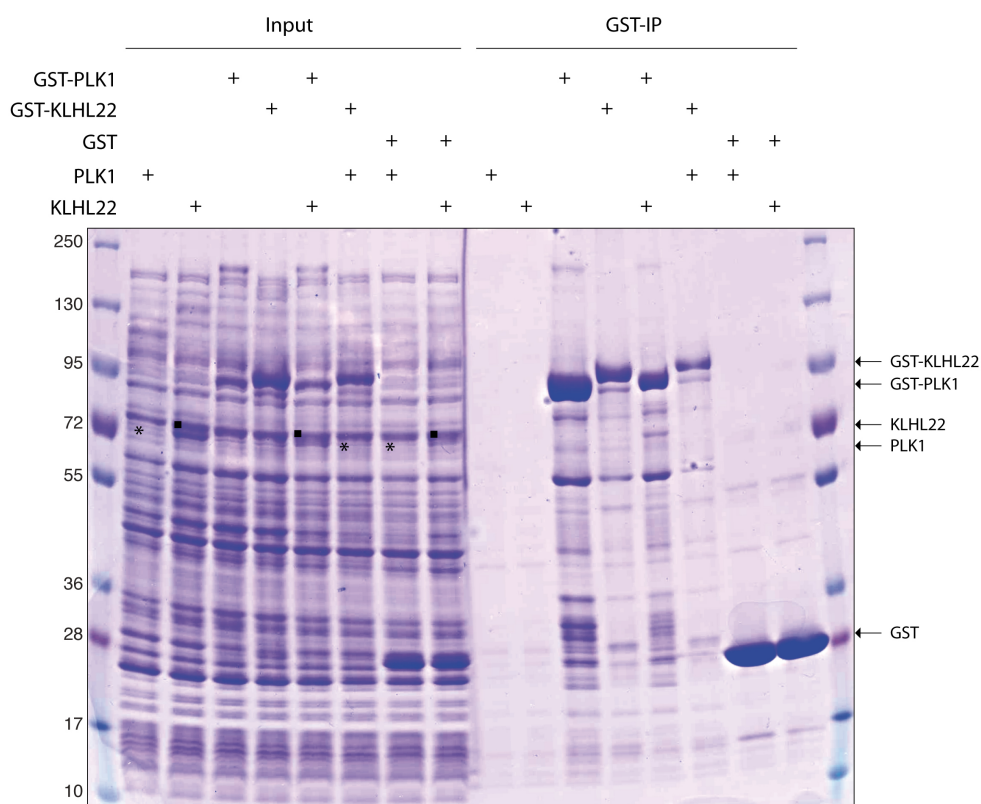 Input GST-IP
GST-PLK1 + + + +
GST-KLHL22 + + + +
GST + + + +
PLK1 + + + + + +
KLHL22 + + + + + +
250
130
95
72
55
36
28
17
10
* * *
GST-KLHL22
GST-PLK1
KLHL22
PLK1
GST